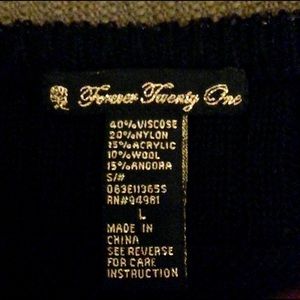 Forever Twenty One
40%VISCOSE
20%NYLON
15%ACRYLIC
10%WOOL
15%ANGORA
S/#
063E11365S
RN#94981
L
MADE IN
CHINA
SEE REVERSE
FOR CARE
INSTRUCTION